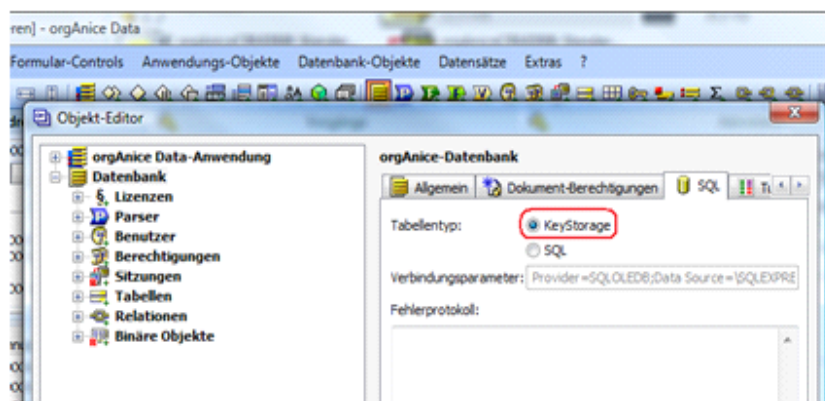 ren] - orgAnice Data
Formular-Controls Anwendungs-Objekte Datenbank-Objekte Datensätze Extras ?
Objekt-Editor
orgAnice Data-Anwendung
Datenbank
Lizenzen
Parser
Benutzer
Berechtigungen
Sitzungen
Tabellen
Relationen
Binäre Objekte
orgAnice-Datenbank
Allgemein Dokument-Berechtigungen SQL
Tabellentyp: KeyStorage
SQL
Verbindungsparameter: Provider=SQLOLEDB;Data Source=\SQLEXPRE
Fehlerprotokoll: